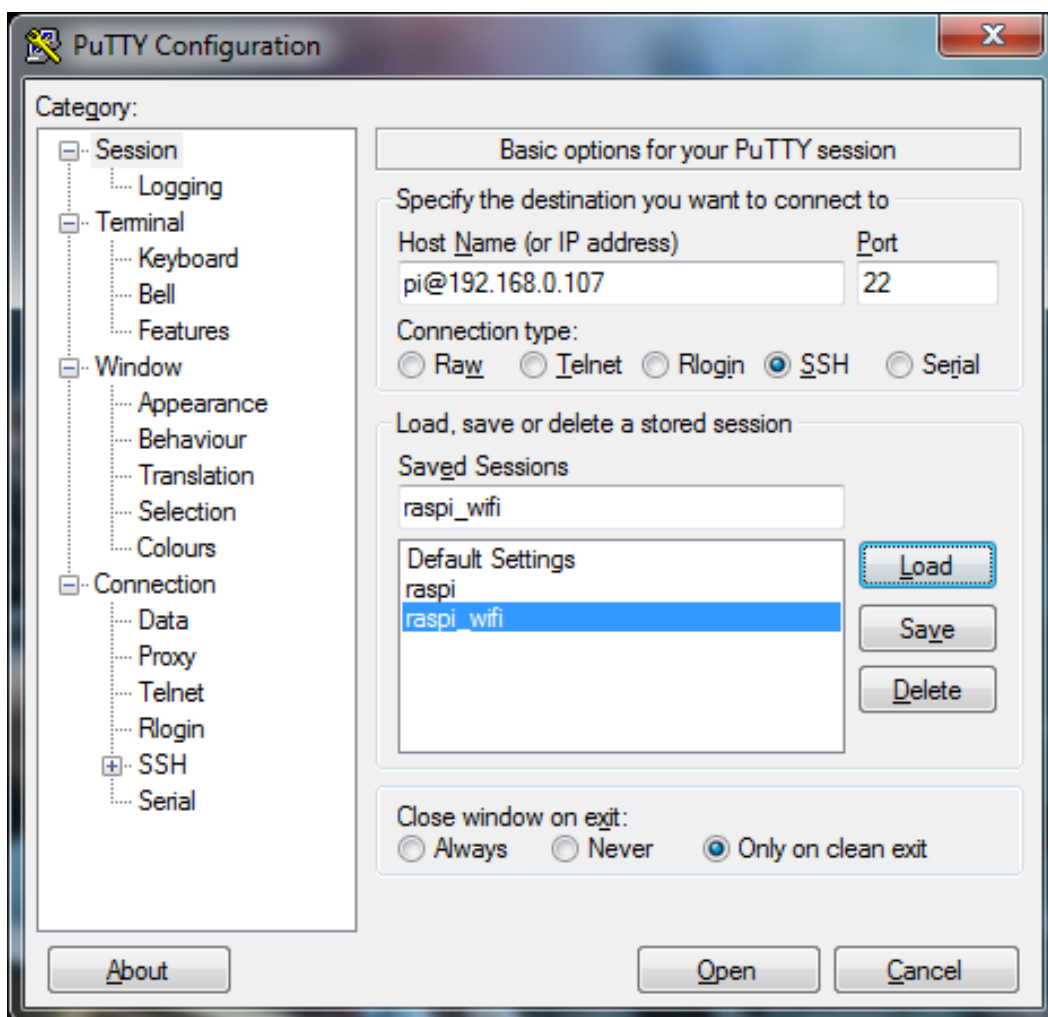 PuTTY Configuration
Category:
Session
Logging
Terminal
Keyboard
Bell
Features
Window
Appearance
Behaviour
Translation
Selection
Colours
Connection
Data
Proxy
Telnet
Rlogin
SSH
Serial
Basic options for your PuTTY session
Specify the destination you want to connect to
Host Name (or IP address) Port
pi@192.168.0.107 22
Connection type:
Raw Telnet Rlogin SSH Serial
Load, save or delete a stored session
Saved Sessions
raspi_wifi
Default Settings
raspi
raspi_wifi
Load
Save
Delete
Close window on exit:
Always Never Only on clean exit
About Open Cancel